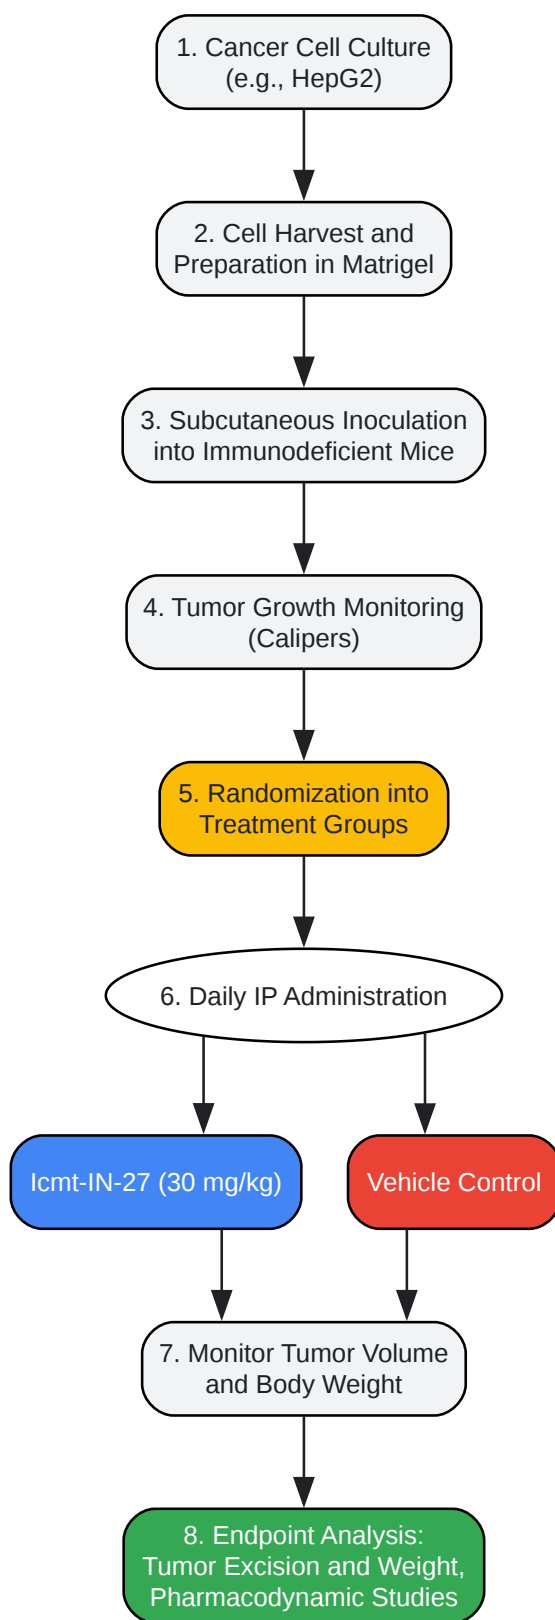 1. Cancer Cell Culture
(e.g., HepG2)
2. Cell Harvest and
Preparation in Matrigel
3. Subcutaneous Inoculation
into Immunodeficient Mice
4. Tumor Growth Monitoring
(Calipers)
5. Randomization into
Treatment Groups
6. Daily IP Administration
Icmt-IN-27 (30 mg/kg)
Vehicle Control
7. Monitor Tumor Volume
and Body Weight
8. Endpoint Analysis:
Tumor Excision and Weight,
Pharmacodynamic Studies